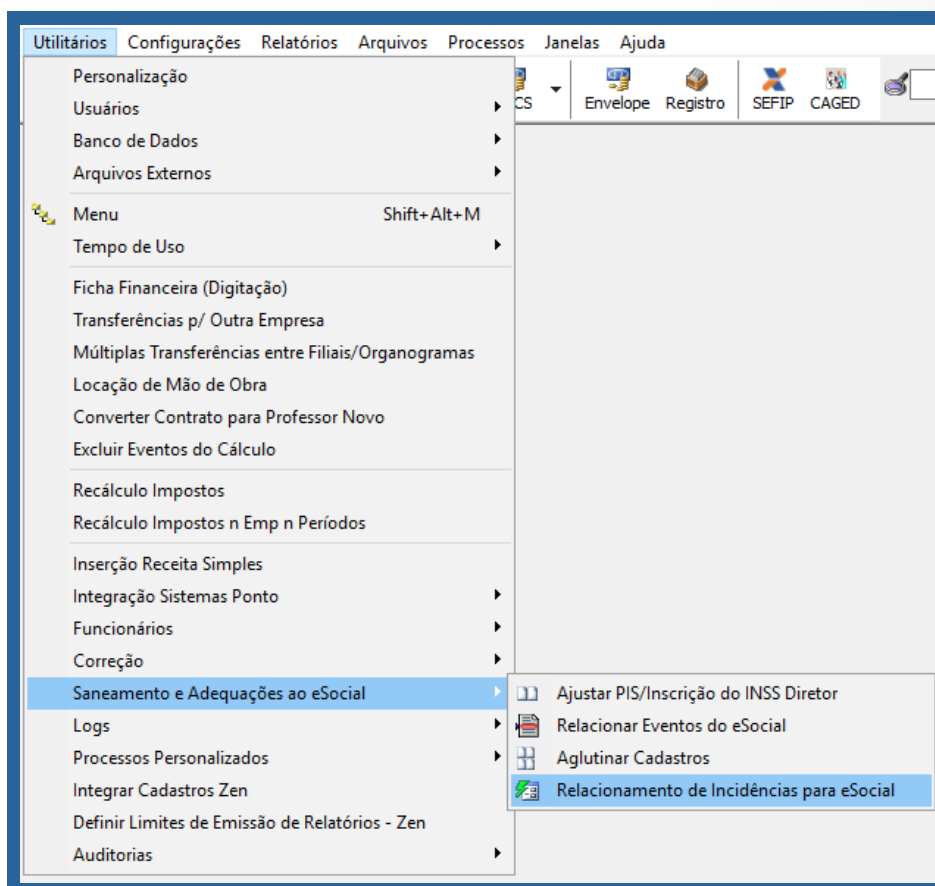 Utilitários Configurações Relatórios Arquivos Processos Janelas Ajuda
CS Envelope Registro SEFIP CAGED
Personalização
Usuários
Banco de Dados
Arquivos Externos
Menu Shift+Alt+M
Tempo de Uso
Ficha Financeira (Digitação)
Transferências p/ Outra Empresa
Múltiplas Transferências entre Filiais/Organogramas
Locação de Mão de Obra
Converter Contrato para Professor Novo
Excluir Eventos do Cálculo
Recálculo Impostos
Recálculo Impostos n Emp n Períodos
Inserção Receita Simples
Integração Sistemas Ponto
Funcionários
Correção
Saneamento e Adequações ao eSocial
Logs
Processos Personalizados
Integrar Cadastros Zen
Definir Limites de Emissão de Relatórios - Zen
Auditorias
Ajustar PIS/Inscrição do INSS Diretor
Relacionar Eventos do eSocial
Aglutinar Cadastros
Relacionamento de Incidências para eSocial